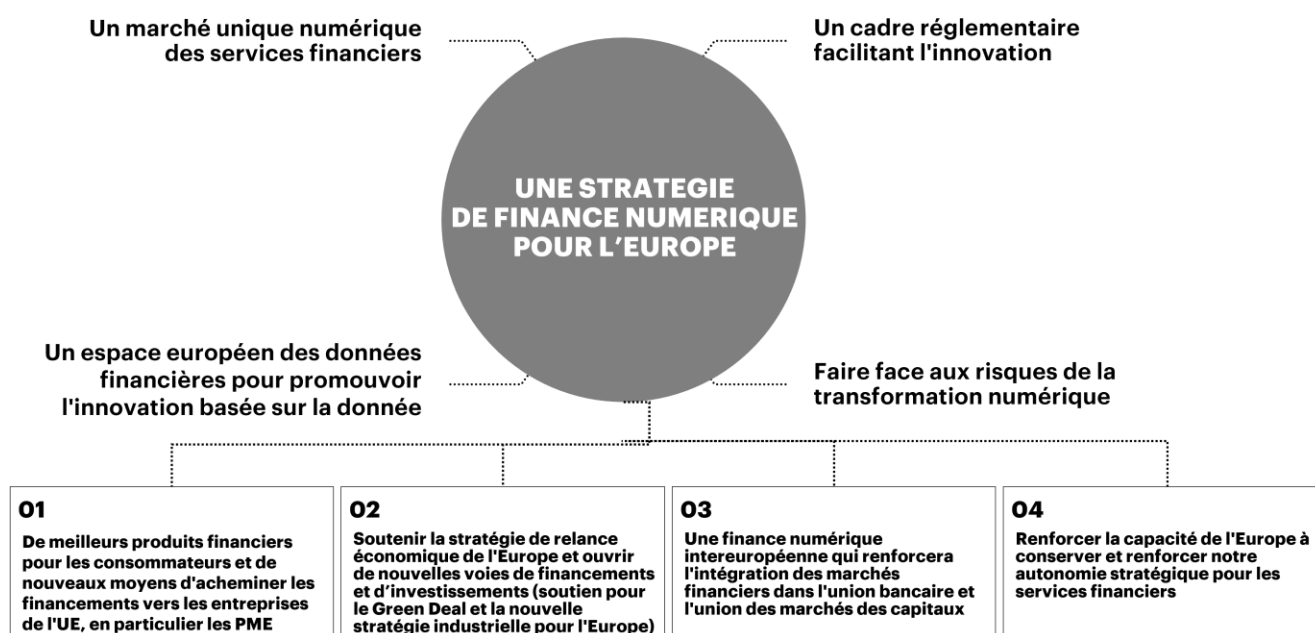 Un marché unique numérique
des services financiers
Un cadre réglementaire
facilitant l'innovation
UNE STRATEGIE
DE FINANCE NUMERIQUE
POUR L’EUROPE
Un espace européen des données
financières pour promouvoir
l'innovation basée sur la donnée
Faire face aux risques de la
transformation numérique
01
De meilleurs produits financiers
pour les consommateurs et de
nouveaux moyens d'acheminer les
financements vers les entreprises
de l'UE, en particulier les PME
02
Soutenir la stratégie de relance
économique de l'Europe et ouvrir
de nouvelles voies de financements
et d’investissements (soutien pour
le Green Deal et la nouvelle
stratégie industrielle pour l'Europe)
03
Une finance numérique
intereuropéenne qui renforcera
l'intégration des marchés
financiers dans l'union bancaire et
l'union des marchés des capitaux
04
Renforcer la capacité de l'Europe à
conserver et renforcer notre
autonomie stratégique pour les
services financiers